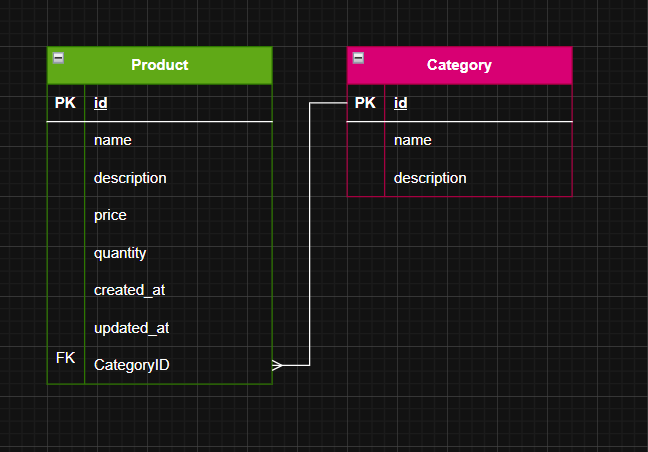 Product
PK id
name
description
price
quantity
created_at
updated_at
FK CategoryID
Category
PK id
name
description